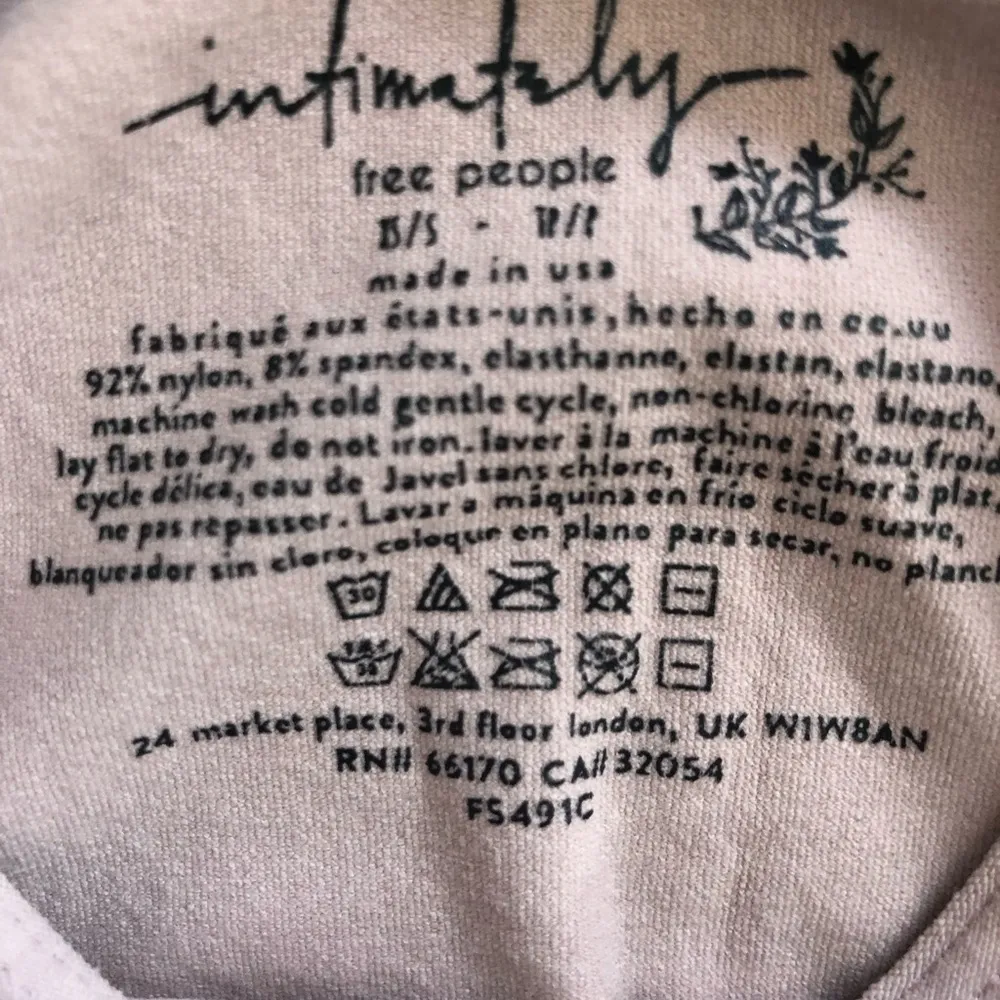 intimately
free people
made in usa
fabriqué aux états-unis, hecho en ee.uu
92% nylon, 8% spandex, elasthanne, elastan, elastano,
machine wash cold gentle cycle, non-chlorine bleach,
lay flat to dry, do not iron. laver à la machine à l'eau froid
cycle délica, eau de Javel sans chlore, faire sécher à plat,
ne pas repasser. Lavar a máquina en frío ciclo suave,
blanqueador sin cloro, coloque en plano para secar, no planch
30
30
24 market place, 3rd floor london, UK W1W8AN
RN# 66170 CA# 32054
FS491C